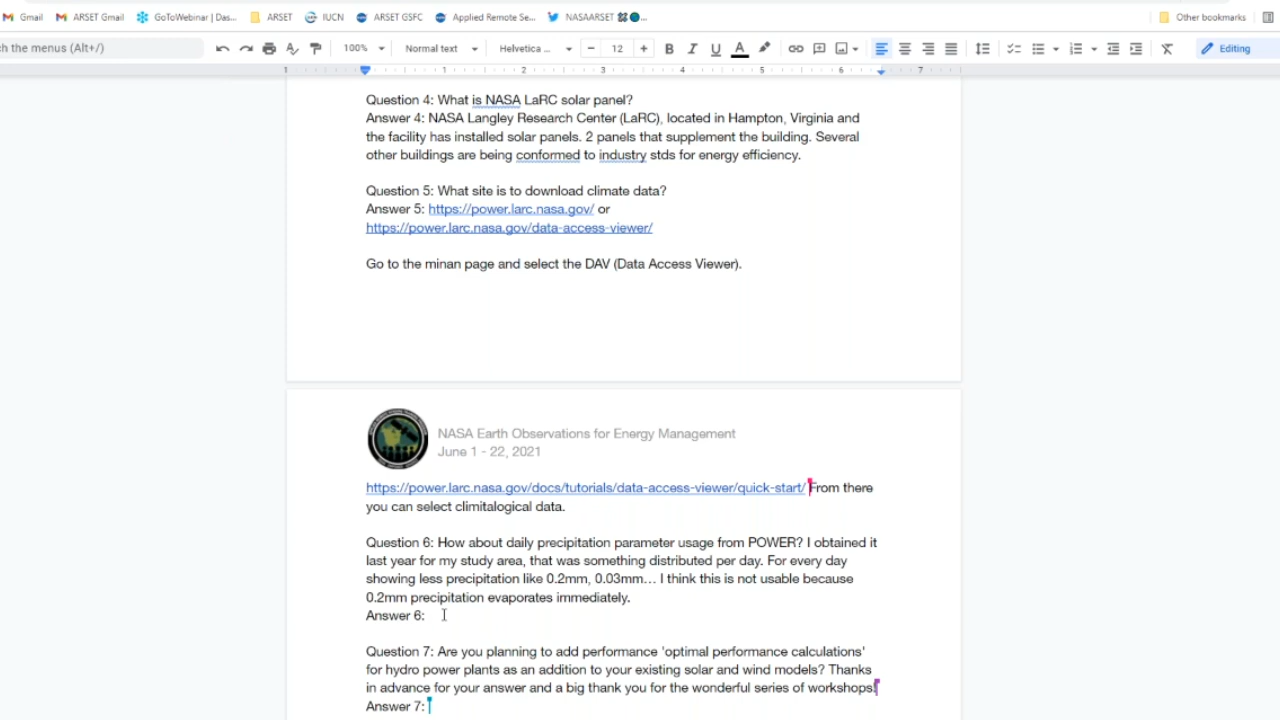 Gmail ARSET Gmail GoToWebinar | Das... ARSET IUCN ARSET GSFC Applied Remote Se... NASAARSET Other bookmarks
ch the menus (Alt+/) 100% Normal text Helvetica ... 12 B I U A Editing
1 1 2 3 4 5 6 7
Question 4: What is NASA LaRC solar panel?
Answer 4: NASA Langley Research Center (LaRC), located in Hampton, Virginia and
the facility has installed solar panels. 2 panels that supplement the building. Several
other buildings are being conformed to industry stds for energy efficiency.
Question 5: What site is to download climate data?
Answer 5: https://power.larc.nasa.gov/ or
https://power.larc.nasa.gov/data-access-viewer/
Go to the minan page and select the DAV (Data Access Viewer).
NASA Earth Observations for Energy Management
June 1 - 22, 2021
https://power.larc.nasa.gov/docs/tutorials/data-access-viewer/quick-start/ From there
you can select climitalogical data.
Question 6: How about daily precipitation parameter usage from POWER? I obtained it
last year for my study area, that was something distributed per day. For every day
showing less precipitation like 0.2mm, 0.03mm... I think this is not usable because
0.2mm precipitation evaporates immediately.
Answer 6:
Question 7: Are you planning to add performance 'optimal performance calculations'
for hydro power plants as an addition to your existing solar and wind models? Thanks
in advance for your answer and a big thank you for the wonderful series of workshops!
Answer 7: